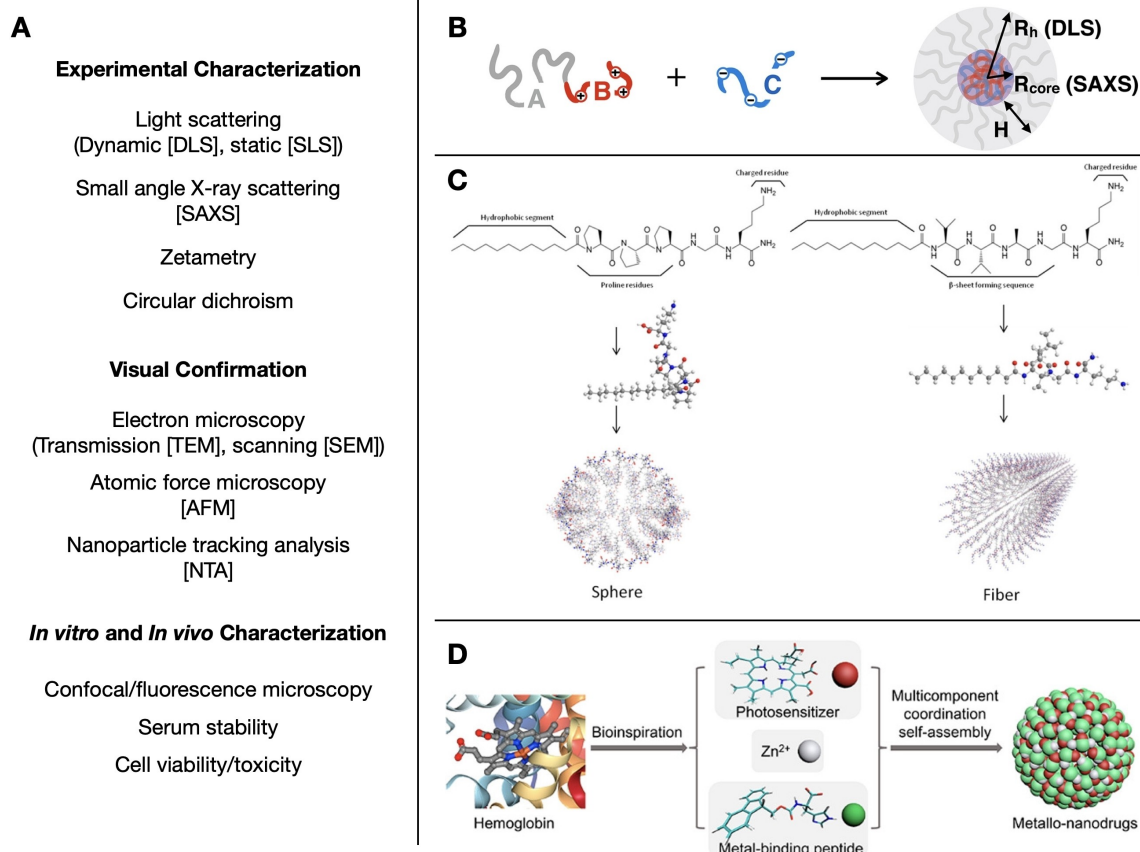 A
Experimental Characterization
Light scattering
(Dynamic [DLS], static [SLS])
Small angle X-ray scattering
[SAXS]
Zetametry
Circular dichroism
Visual Confirmation
Electron microscopy
(Transmission [TEM], scanning [SEM])
Atomic force microscopy
[AFM]
Nanoparticle tracking analysis
[NTA]
In vitro and In vivo Characterization
Confocal/fluorescence microscopy
Serum stability
Cell viability/toxicity
B
A
B
+
C
Rh (DLS)
Rcore (SAXS)
H
C
Charged residue
NH2
Hydrophobic segment
O
O
O
H
N
O
N
N
N
O
N
H
NH2
O
O
Proline residues
Charged residue
NH2
Hydrophobic segment
O
O
O
O
N
H
H
N
N
H
H
N
N
H
NH2
O
O
β-sheet forming sequence
Sphere
Fiber
D
Hemoglobin
Bioinspiration
Photosensitizer
Zn2+
Metal-binding peptide
Multicomponent
coordination
self-assembly
Metallo-nanodrugs